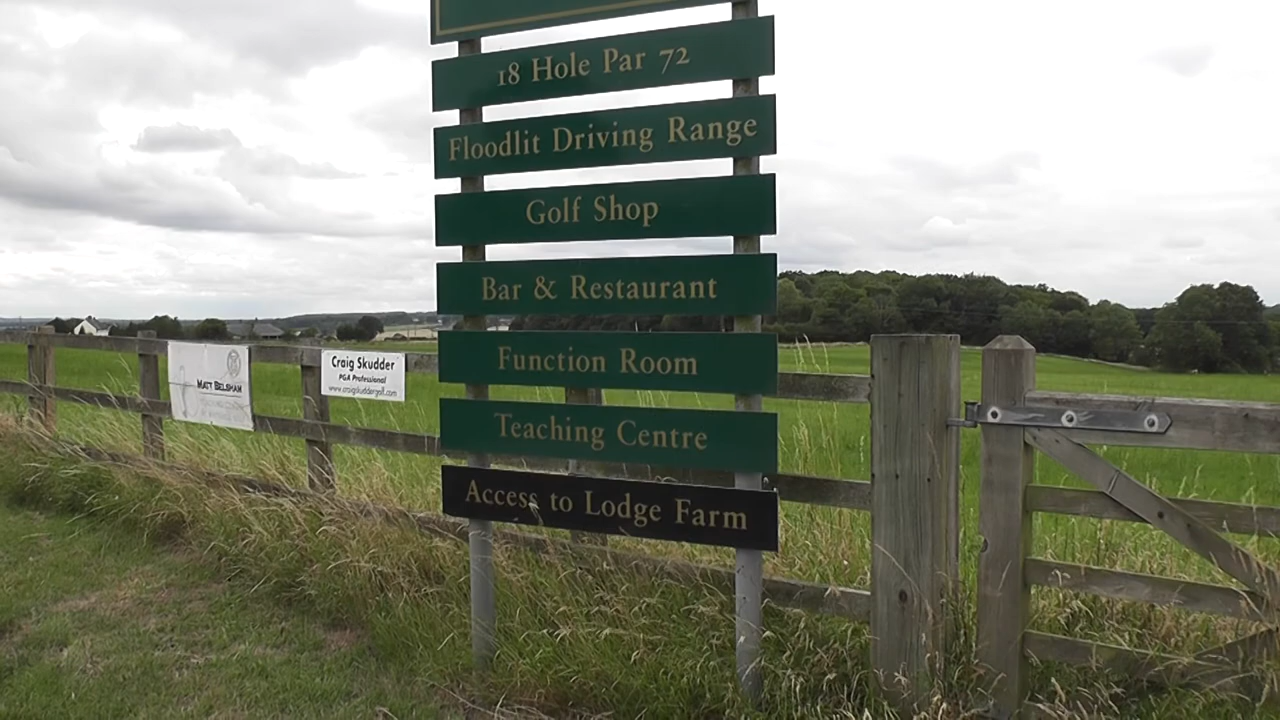 18 Hole Par 72
Floodlit Driving Range
Golf Shop
Bar & Restaurant
Function Room
Teaching Centre
Access to Lodge Farm
MATT BELSHAM
Craig Skudder
PGA Professional
www.craigskuddergolf.com